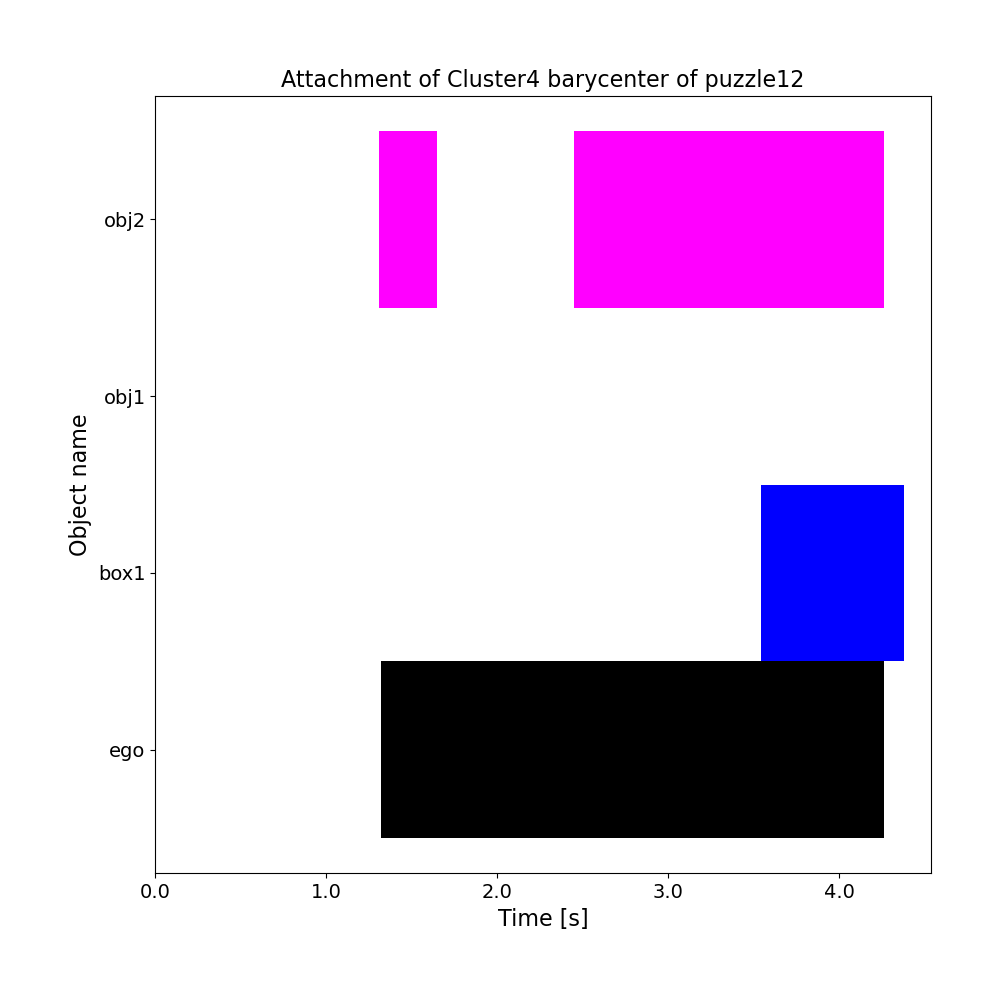 Attachment of Cluster4 barycenter of puzzle12
obj2
obj1
box1
ego
Object name
0.0 1.0 2.0 3.0 4.0
Time [s]